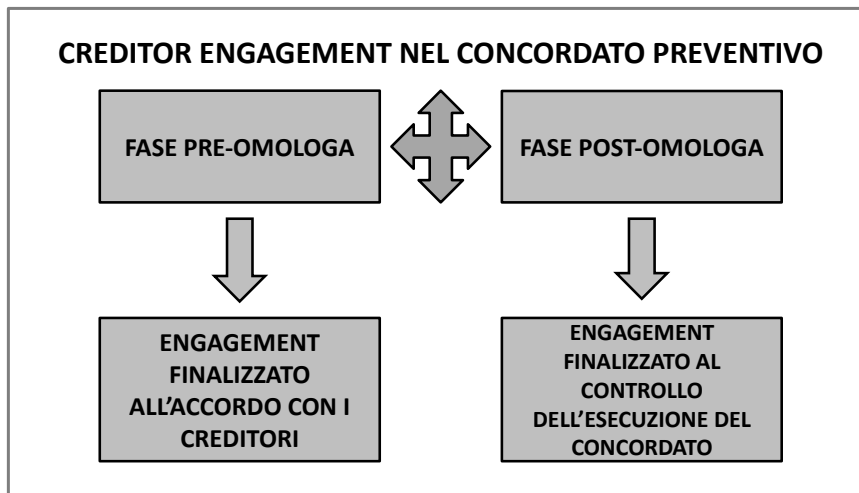 CREDITOR ENGAGEMENT NEL CONCORDATO PREVENTIVO
FASE PRE-OMOLOGA
FASE POST-OMOLOGA
ENGAGEMENT
FINALIZZATO
ALL’ACCORDO CON I
CREDITORI
ENGAGEMENT
FINALIZZATO AL
CONTROLLO
DELL’ESECUZIONE DEL
CONCORDATO